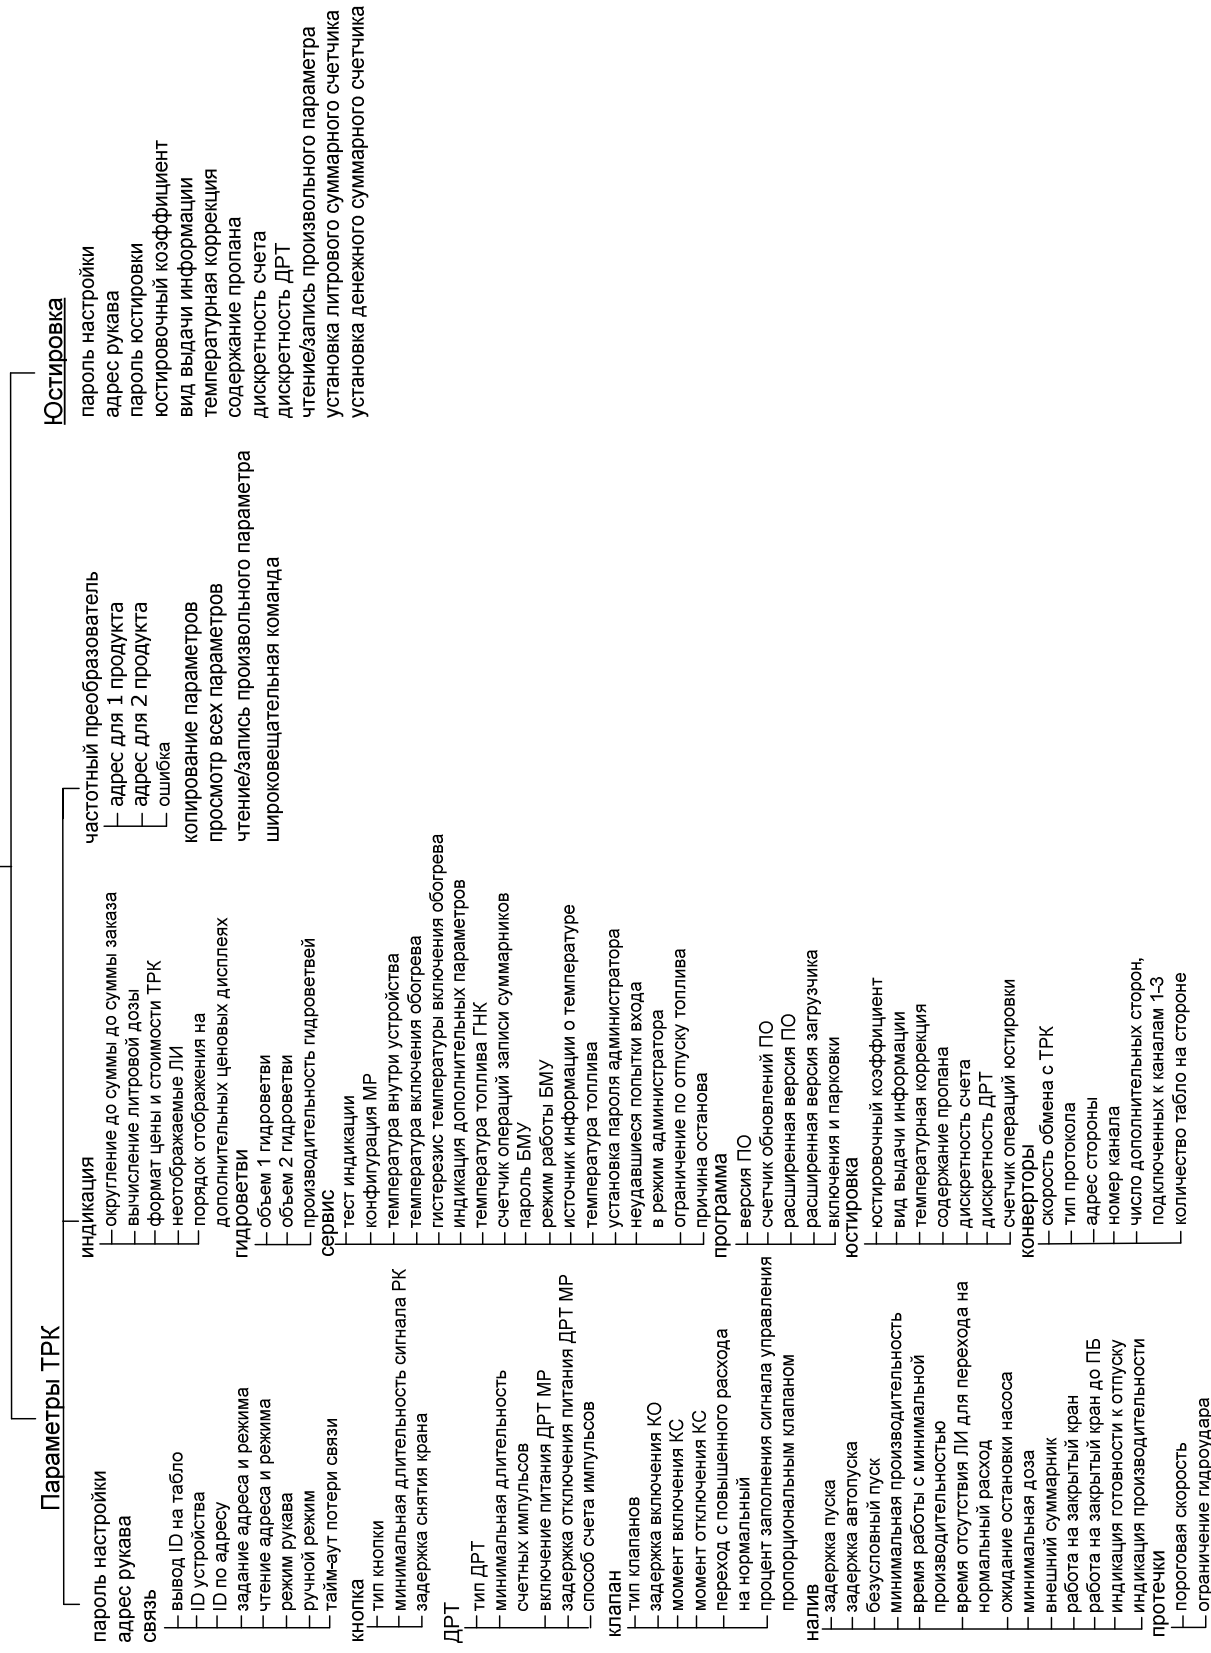 Параметры ТРК
пароль настройки
адрес рукава
связь
вывод ID на табло
ID устройства
ID по адресу
задание адреса и режима
чтение адреса и режима
режим рукава
ручной режим
тайм-аут потери связи
кнопка
тип кнопки
минимальная длительность сигнала РК
задержка снятия крана
ДРТ
тип ДРТ
минимальная длительность
счетных импульсов
включение питания ДРТ МР
задержка отключения питания ДРТ МР
способ счета импульсов
клапан
тип клапанов
задержка включения КО
момент включения КС
момент отключения КС
переход с повышенного расхода
на нормальный
процент заполнения сигнала управления
пропорциональным клапаном
налив
задержка пуска
задержка автопуска
безусловный пуск
минимальная производительность
время работы с минимальной
производительностью
время отсутствия ЛИ для перехода на
нормальный расход
ожидание остановки насоса
минимальная доза
внешний суммарник
работа на закрытый кран
работа на закрытый кран до ПБ
индикация готовности к отпуску
индикация производительности
протечки
пороговая скорость
ограничение гидроудара
индикация
округление до суммы до суммы заказа
вычисление литровой дозы
формат цены и стоимости ТРК
неотображаемые ЛИ
порядок отображения на
дополнительных ценовых дисплеях
гидроветви
объем 1 гидроветви
объем 2 гидроветви
производительность гидроветвей
сервис
тест индикации
конфигурация МР
температура внутри устройства
температура включения обогрева
гистерезис температуры включения обогрева
индикация дополнительных параметров
температура топлива ГНК
счетчик операций записи суммарников
пароль БМУ
режим работы БМУ
источник информации о температуре
температура топлива
установка пароля администратора
неудавшиеся попытки входа
в режим администратора
ограничение по отпуску топлива
причина останова
программа
версия ПО
счетчик обновлений ПО
расширенная версия ПО
расширенная версия загрузчика
включения и парковки
юстировка
юстировочный коэффициент
вид выдачи информации
температурная коррекция
содержание пропана
дискретность счета
дискретность ДРТ
счетчик операций юстировки
конверторы
скорость обмена с ТРК
тип протокола
адрес стороны
номер канала
число дополнительных сторон,
подключенных к каналам 1-3
количество табло на стороне
частотный преобразователь
адрес для 1 продукта
адрес для 2 продукта
ошибка
копирование параметров
просмотр всех параметров
чтение/запись произвольного параметра
широковещательная команда
Юстировка
пароль настройки
адрес рукава
пароль юстировки
юстировочный коэффициент
вид выдачи информации
температурная коррекция
содержание пропана
дискретность счета
дискретность ДРТ
чтение/запись произвольного параметра
установка литрового суммарного счетчика
установка денежного суммарного счетчика